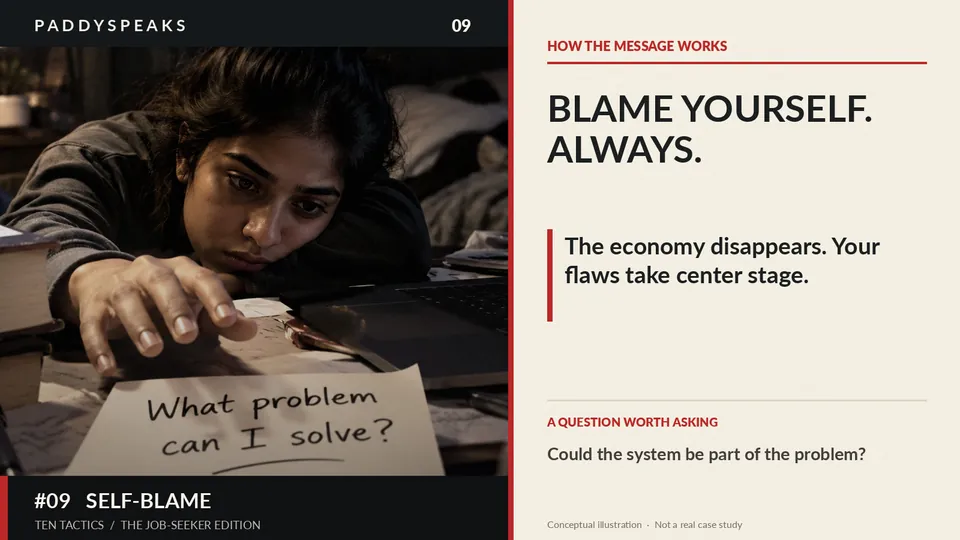 PADDYSPEAKS
09
What problem
can I solve?
#09 SELF-BLAME
TEN TACTICS / THE JOB-SEEKER EDITION
HOW THE MESSAGE WORKS
BLAME YOURSELF.
ALWAYS.
The economy disappears. Your
flaws take center stage.
A QUESTION WORTH ASKING
Could the system be part of the problem?
Conceptual illustration · Not a real case study